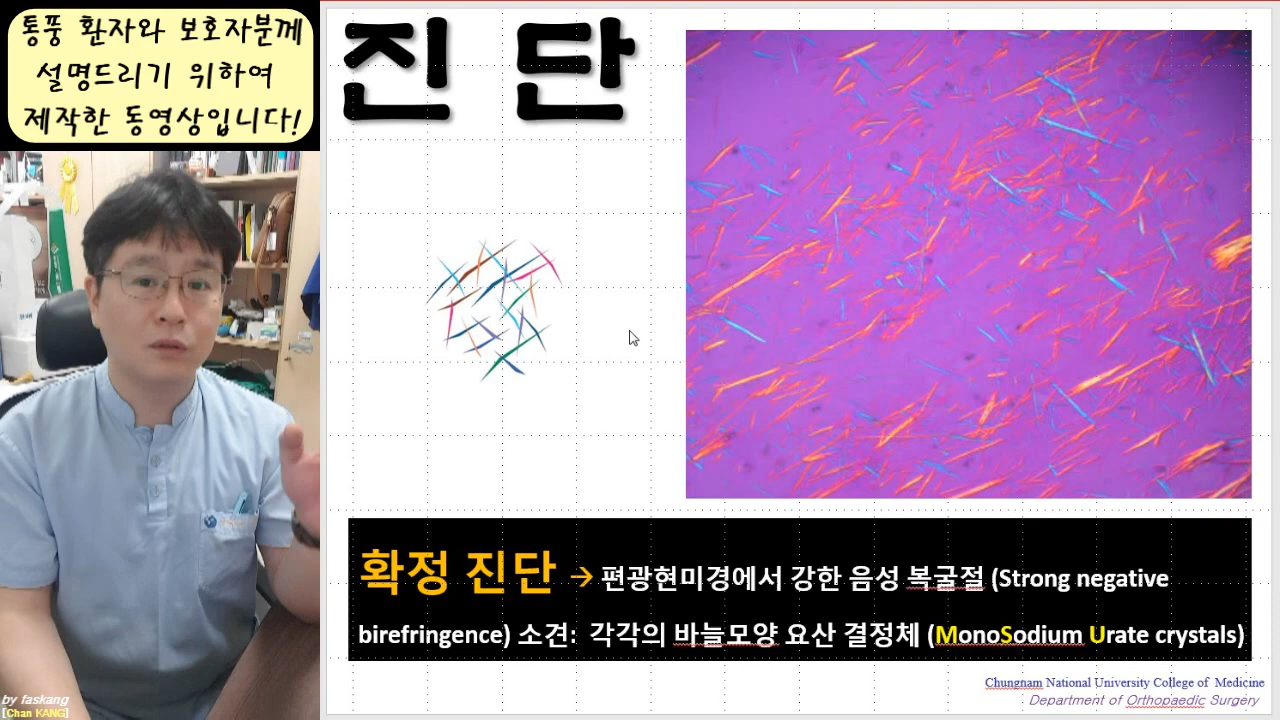 통풍 환자와 보호자분께
설명드리기 위하여
제작한 동영상입니다!
진 단
확정 진단 → 편광현미경에서 강한 음성 복굴절 (Strong negative
birefringence) 소견: 각각의 바늘모양 요산 결정체 (MonoSodium Urate crystals)
Chungnam National University College of Medicine
Department of Orthopaedic Surgery
by faskang
[Chan KANG]